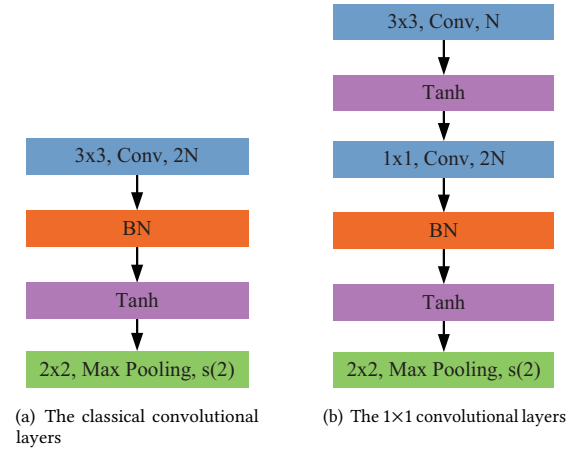 3x3, Conv, 2N
BN
Tanh
2x2, Max Pooling, s(2)
(a) The classical convolutional
layers
3x3, Conv, N
Tanh
1x1, Conv, 2N
BN
Tanh
2x2, Max Pooling, s(2)
(b) The 1×1 convolutional layers